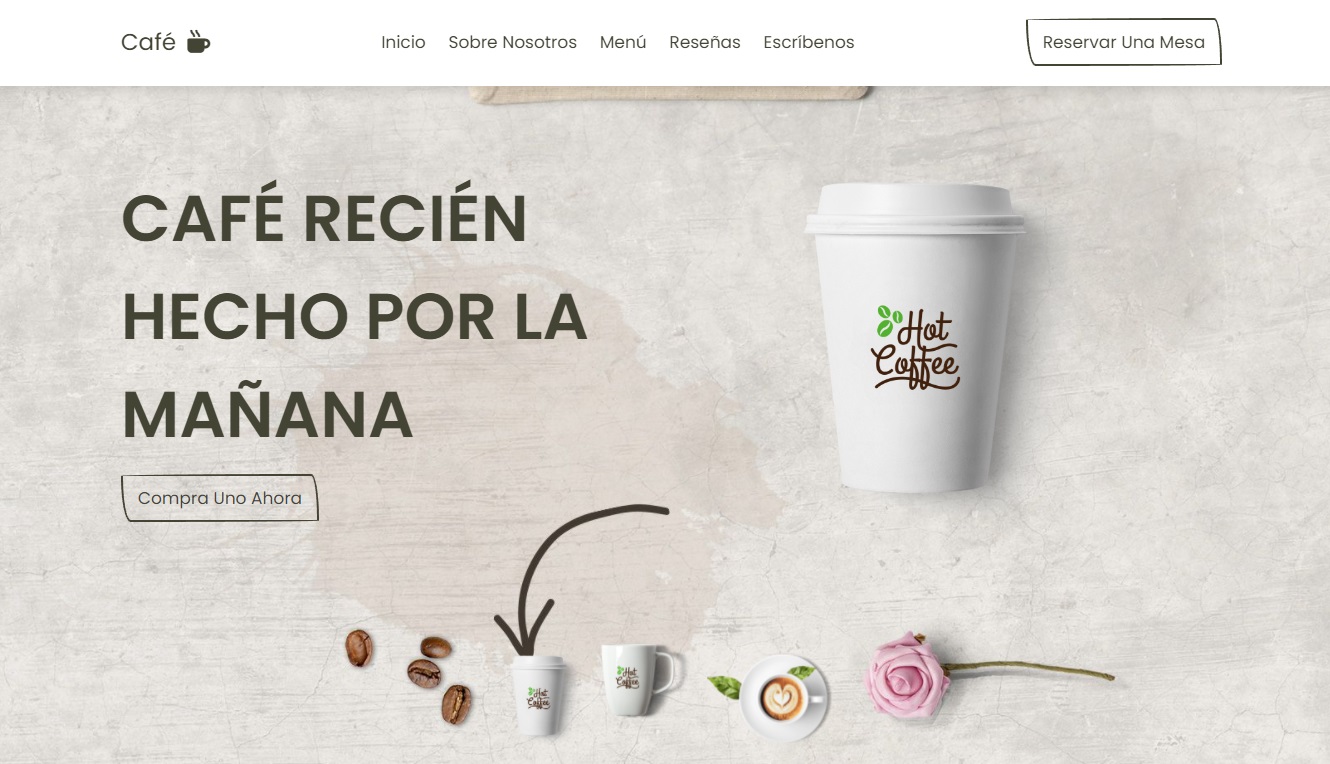 Café
Inicio
Sobre Nosotros
Menú
Reseñas
Escríbenos
Reservar Una Mesa
CAFÉ RECIÉN
HECHO POR LA
MAÑANA
Hot
Coffee
Compra Uno Ahora
Hot
Coffee
Hot
Coffee